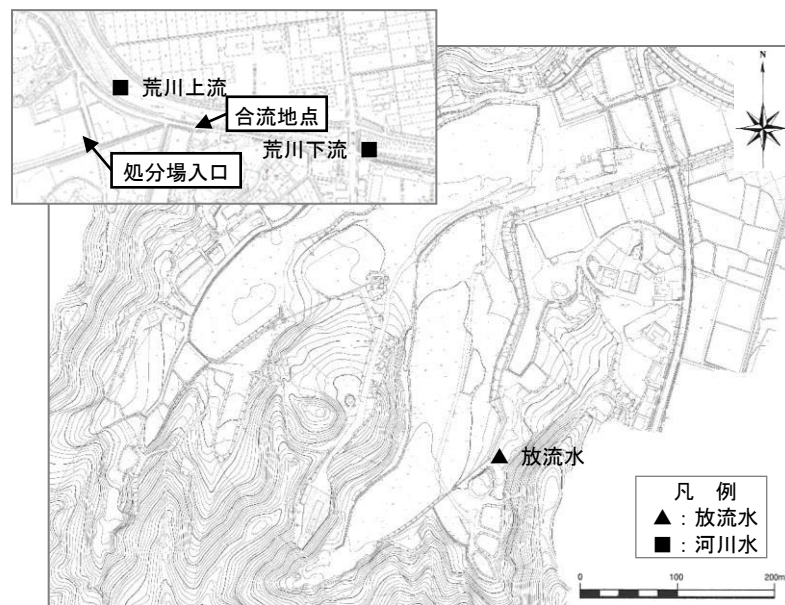 荒川上流
合流地点
荒川下流
処分場入口
N
放流水
凡 例
▲：放流水
■：河川水
0 100 200m